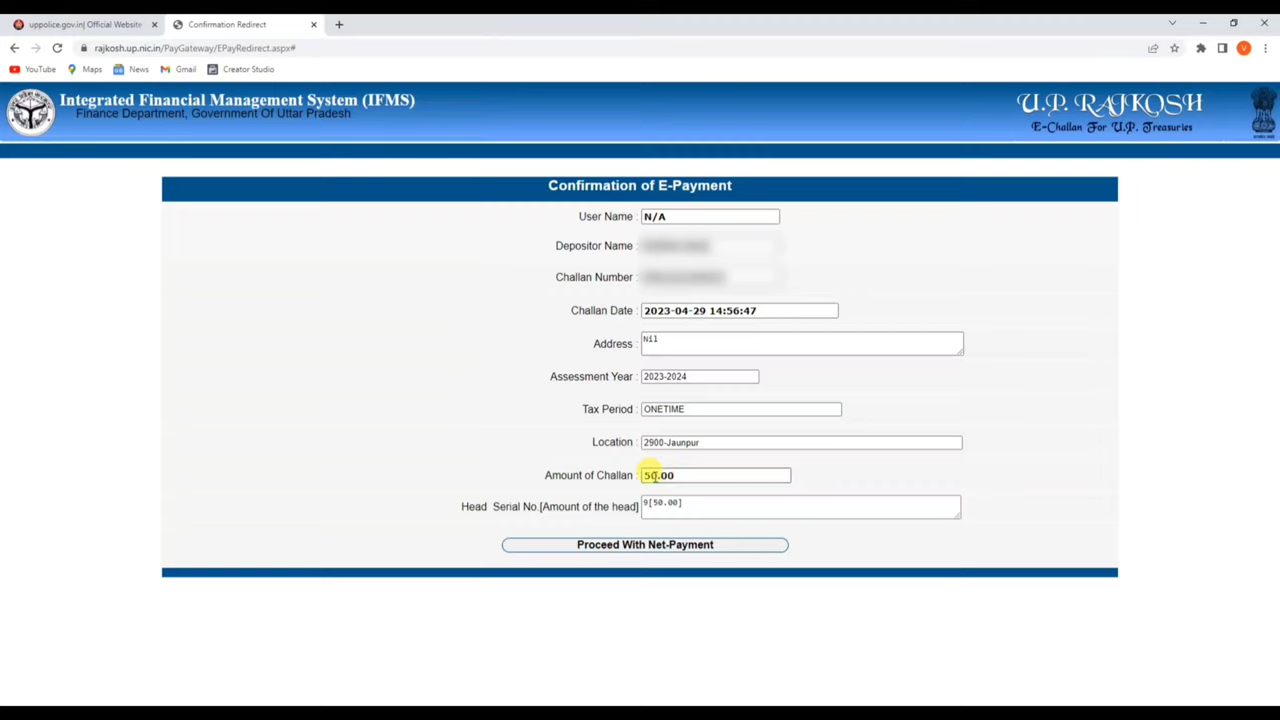 uppolice.gov.in| Official Website
Confirmation Redirect
rajkosh.up.nic.in/PayGateway/EPayRedirect.aspx#
V
YouTube
Maps
News
Gmail
Creator Studio
Integrated Financial Management System (IFMS)
Finance Department, Government Of Uttar Pradesh
U.P. RAJKOSH
E-Challan For U.P. Treasuries
Confirmation of E-Payment
User Name : N/A
Depositor Name :
Challan Number :
Challan Date : 2023-04-29 14:56:47
Address : Nil
Assessment Year : 2023-2024
Tax Period : ONETIME
Location : 2900-Jaunpur
Amount of Challan : 50.00
Head Serial No.[Amount of the head] 9[50.00]
Proceed With Net-Payment